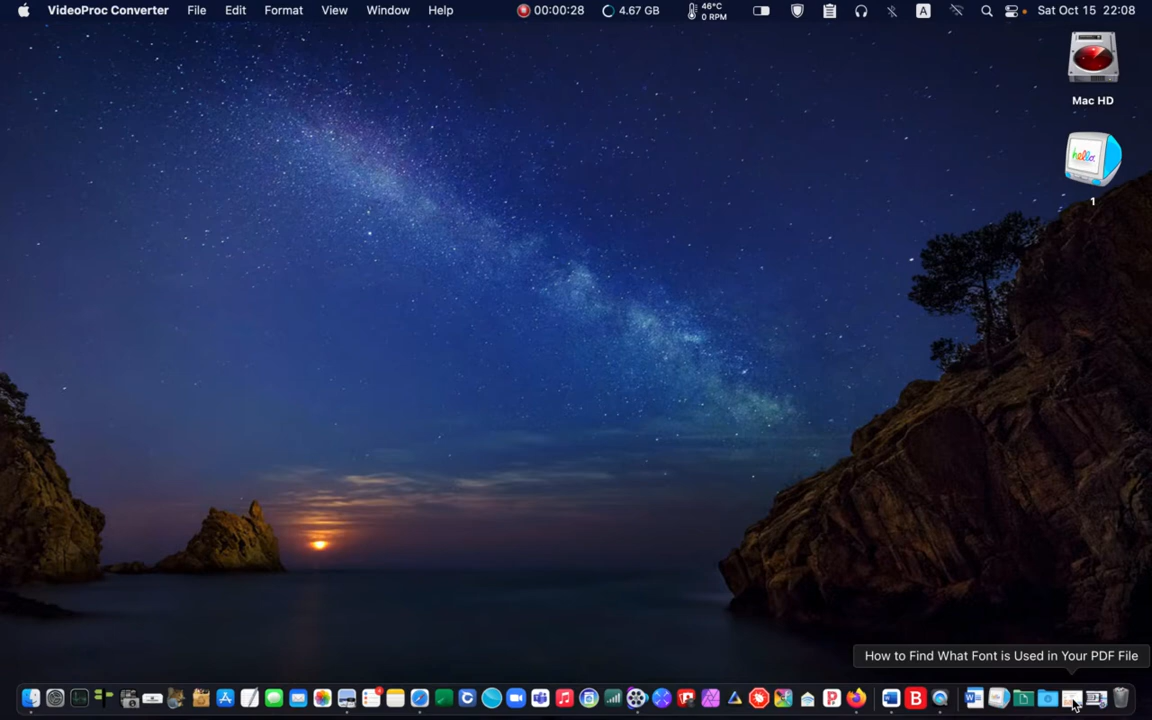 VideoProc Converter File Edit Format View Window Help 00:00:28 4.67 GB 46°C 0 RPM A Sat Oct 15 22:08
Mac HD
hello
1
How to Find What Font is Used in Your PDF File